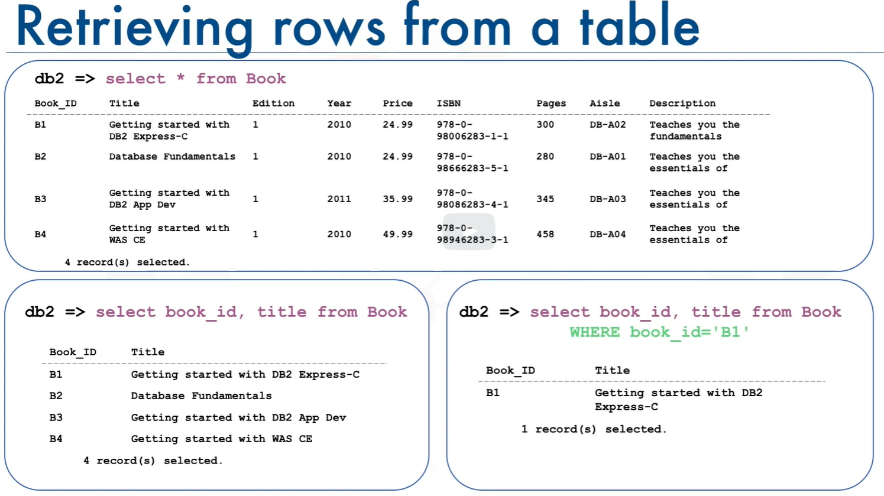 Retrieving rows from a table
db2 => select * from Book
Book_ID Title Edition Year Price ISBN Pages Aisle Description
B1 Getting started with DB2 Express-C 1 2010 24.99 978-0-98006283-1-1 300 DB-A02 Teaches you the fundamentals
B2 Database Fundamentals 1 2010 24.99 978-0-98666283-5-1 280 DB-A01 Teaches you the essentials of
B3 Getting started with DB2 App Dev 1 2011 35.99 978-0-98086283-4-1 345 DB-A03 Teaches you the essentials of
B4 Getting started with WAS CE 1 2010 49.99 978-0-98946283-3-1 458 DB-A04 Teaches you the essentials of
4 record(s) selected.
db2 => select book_id, title from Book
Book_ID Title
B1 Getting started with DB2 Express-C
B2 Database Fundamentals
B3 Getting started with DB2 App Dev
B4 Getting started with WAS CE
4 record(s) selected.
db2 => select book_id, title from Book
WHERE book_id='B1'
Book_ID Title
B1 Getting started with DB2
Express-C
1 record(s) selected.